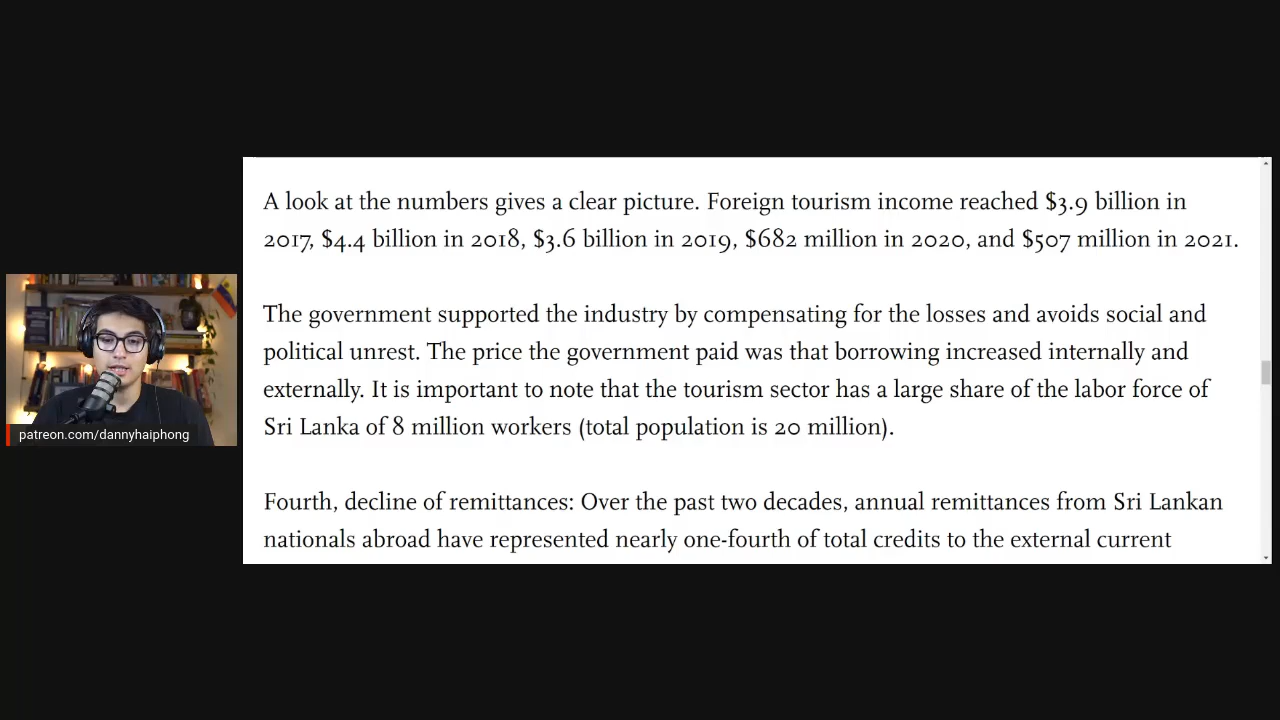 A look at the numbers gives a clear picture. Foreign tourism income reached $3.9 billion in
2017, $4.4 billion in 2018, $3.6 billion in 2019, $682 million in 2020, and $507 million in 2021.
The government supported the industry by compensating for the losses and avoids social and
political unrest. The price the government paid was that borrowing increased internally and
externally. It is important to note that the tourism sector has a large share of the labor force of
Sri Lanka of 8 million workers (total population is 20 million).
Fourth, decline of remittances: Over the past two decades, annual remittances from Sri Lankan
nationals abroad have represented nearly one-fourth of total credits to the external current
patreon.com/dannyhaiphong